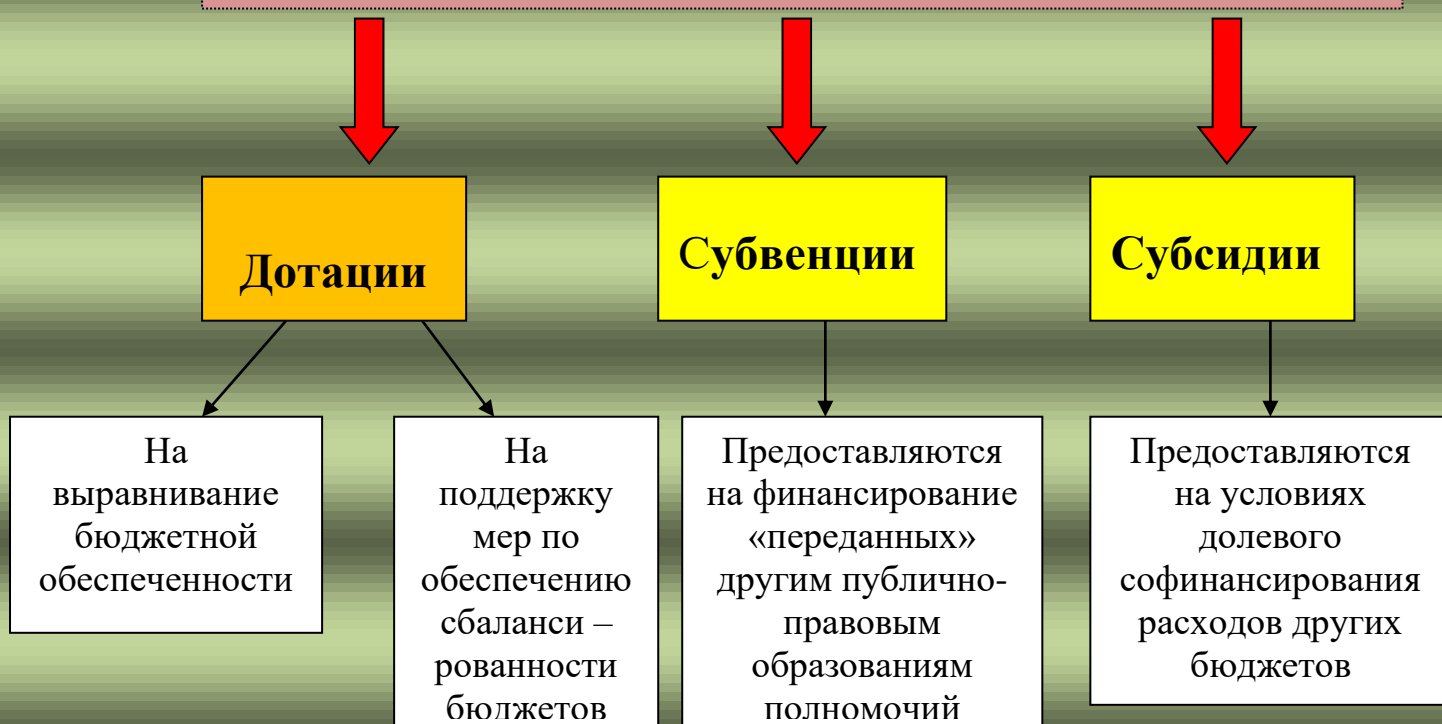 Дотации
Субвенции
Субсидии
На
выравнивание
бюджетной
обеспеченности
На
поддержку
мер по
обеспечению
сбаланси –
рованности
бюджетов
Предоставляются
на финансирование
«переданных»
другим публично-
правовым
образованиям
полномочий
Предоставляются
на условиях
долевого
софинансирования
расходов других
бюджетов